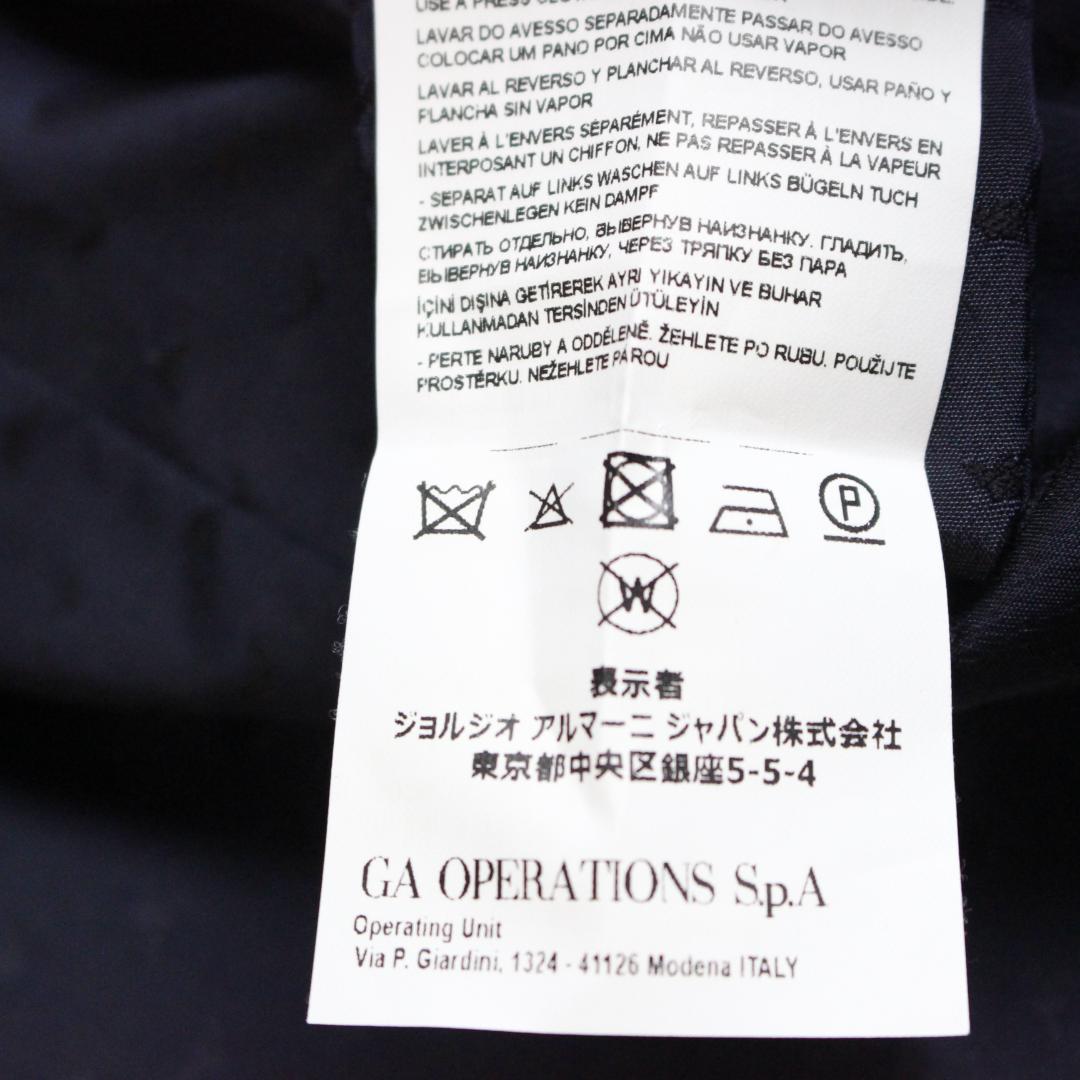 USE A PRESS
LAVAR DO AVESSO SEPARADAMENTE PASSAR DO AVESSO
COLOCAR UM PANO POR CIMA NÃO USAR VAPOR
LAVAR AL REVERSO Y PLANCHAR AL REVERSO, USAR PAÑO Y
PLANCHA SIN VAPOR
LAVER À L'ENVERS SÉPARÉMENT, REPASSER À L'ENVERS EN
INTERPOSANT UN CHIFFON, NE PAS REPASSER À LA VAPEUR
- SEPARAT AUF LINKS WASCHEN AUF LINKS BÜGELN TUCH
ZWISCHENLEGEN KEIN DAMPF
СТИРАТЬ ОТДЕЛЬНО, ВЫВЕРНУВ НАИЗНАНКУ. ГЛАДИТЬ,
ВЫВЕРНУВ НАИЗНАНКУ, ЧЕРЕЗ ТРЯПКУ БЕЗ ПАРА
İÇİNİ DIŞINA GETİREREK AYRI YIKAYIN VE BUHAR
KULLANMADAN TERSİNDEN ÜTÜLEYİN
- PERTE NARUBY A ODDĚLENĚ. ŽEHLETE PO RUBU. POUŽIJTE
PROSTĚRKU. NEŽEHLETE PAROU
P
W
表示者
ジョルジオ アルマーニ ジャパン株式会社
東京都中央区銀座5-5-4
GA OPERATIONS S.p.A
Operating Unit
Via P. Giardini, 1324 - 41126 Modena ITALY